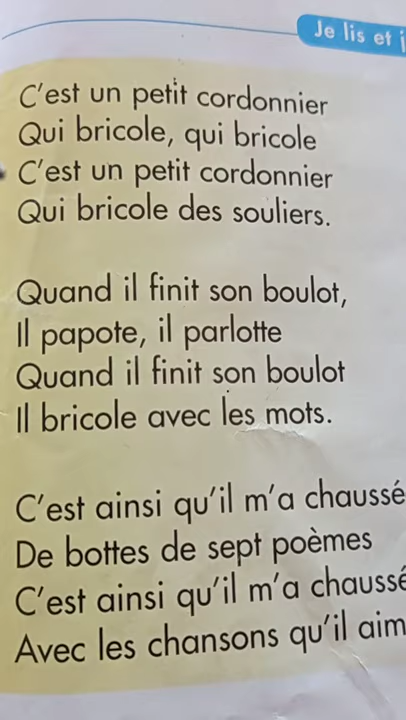 Je lis et j
C'est un petit cordonnier
Qui bricole, qui bricole
C'est un petit cordonnier
Qui bricole des souliers.
Quand il finit son boulot,
Il papote, il parlotte
Quand il finit son boulot
Il bricole avec les mots.
C'est ainsi qu'il m'a chaussé
De bottes de sept poèmes
C'est ainsi qu'il m'a chaussé
Avec les chansons qu'il aim